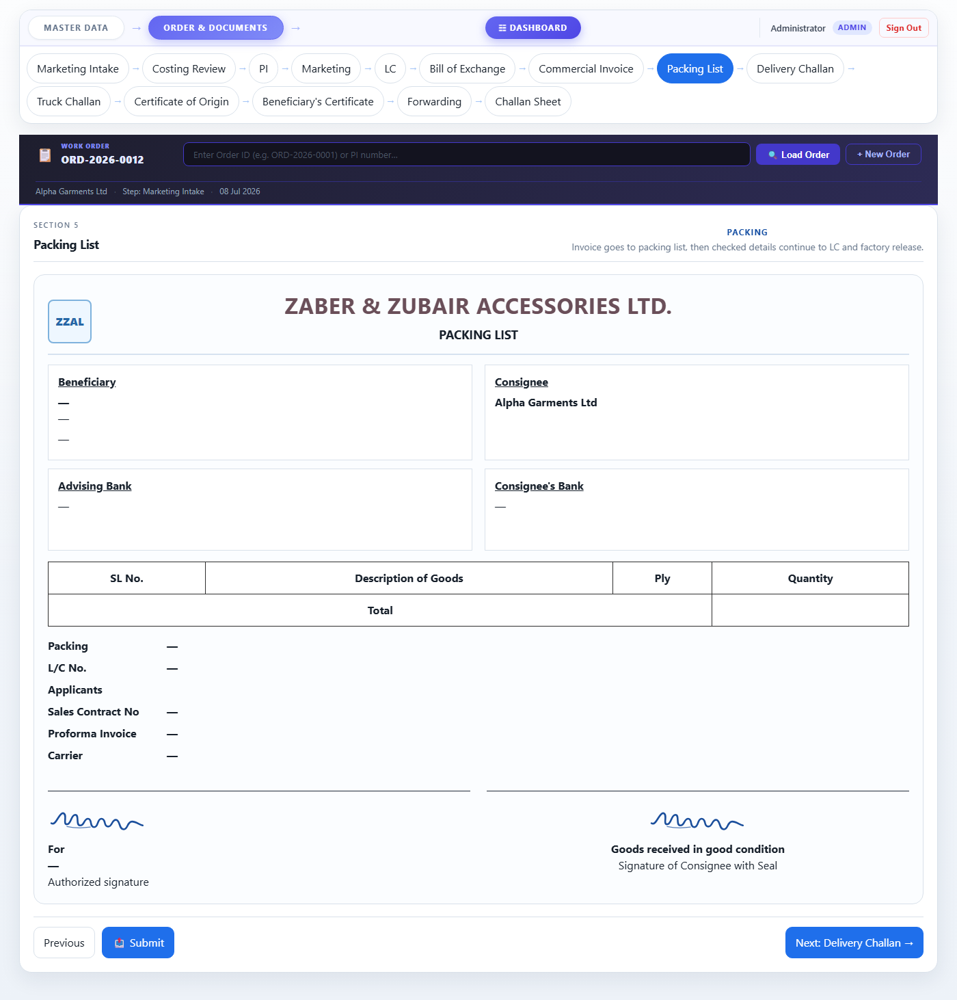 MASTER DATA → ORDER & DOCUMENTS → ☷ DASHBOARD Administrator ADMIN Sign Out
Marketing Intake → Costing Review → PI → Marketing → LC → Bill of Exchange → Commercial Invoice → Packing List → Delivery Challan →
Truck Challan → Certificate of Origin → Beneficiary's Certificate → Forwarding → Challan Sheet
WORK ORDER
ORD-2026-0012
Enter Order ID (e.g. ORD-2026-0001) or PI number...
Load Order
+ New Order
Alpha Garments Ltd · Step: Marketing Intake · 08 Jul 2026
SECTION 5
Packing List
PACKING
Invoice goes to packing list, then checked details continue to LC and factory release.
ZZAL
ZABER & ZUBAIR ACCESSORIES LTD.
PACKING LIST
Beneficiary
—
—
—
Consignee
Alpha Garments Ltd
Advising Bank
—
Consignee's Bank
—
SL No. Description of Goods Ply Quantity
Total
Packing —
L/C No. —
Applicants
Sales Contract No —
Proforma Invoice —
Carrier —
For
—
Authorized signature
Goods received in good condition
Signature of Consignee with Seal
Previous
Submit
Next: Delivery Challan →